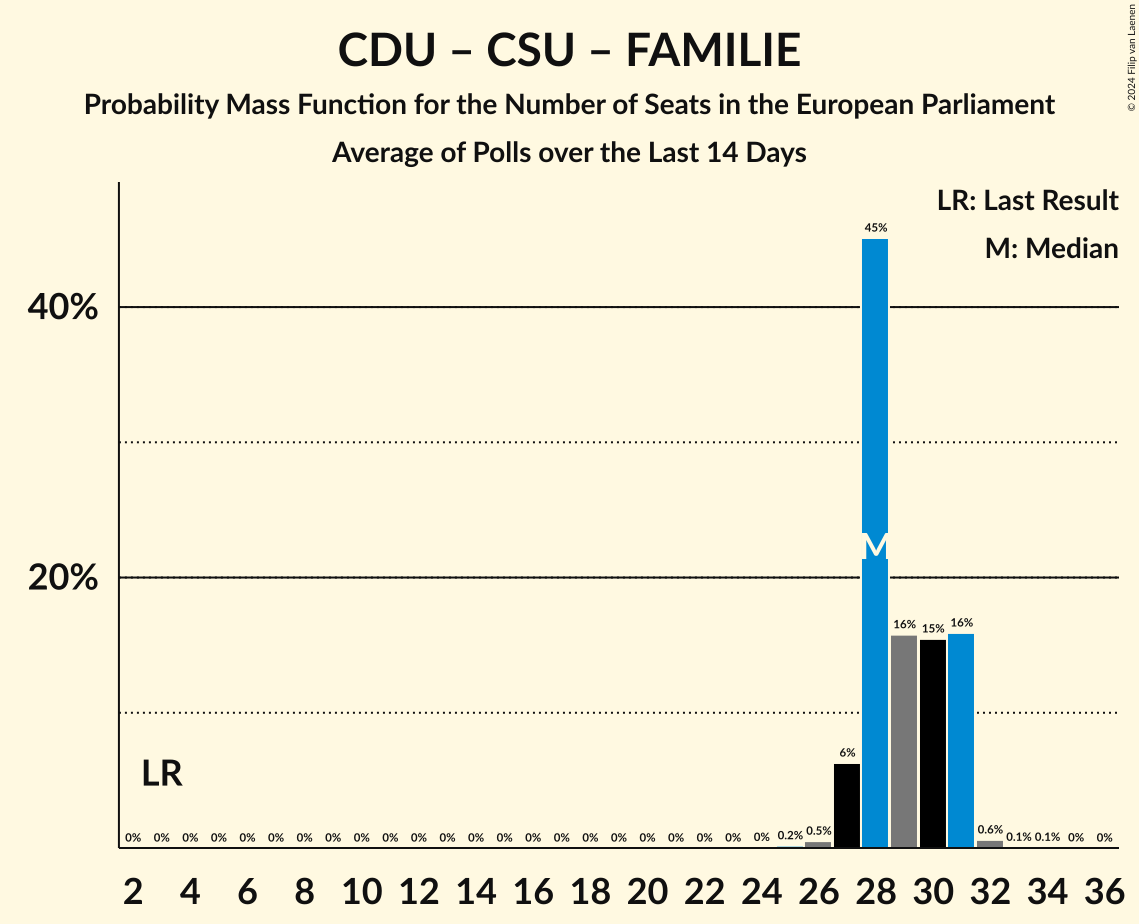 CDU – CSU – FAMILIE
Probability Mass Function for the Number of Seats in the European Parliament
Average of Polls over the Last 14 Days
© 2024 Filip van Laenen
LR: Last Result
M: Median
45%
40%
M
20%
16% 15% 16%
6%
LR
0% 0% 0% 0% 0% 0% 0% 0% 0% 0% 0% 0% 0% 0% 0% 0% 0% 0% 0% 0% 0% 0% 0% 0.2% 0.5% 0.6% 0.1% 0.1% 0% 0%
2 4 6 8 10 12 14 16 18 20 22 24 26 28 30 32 34 36